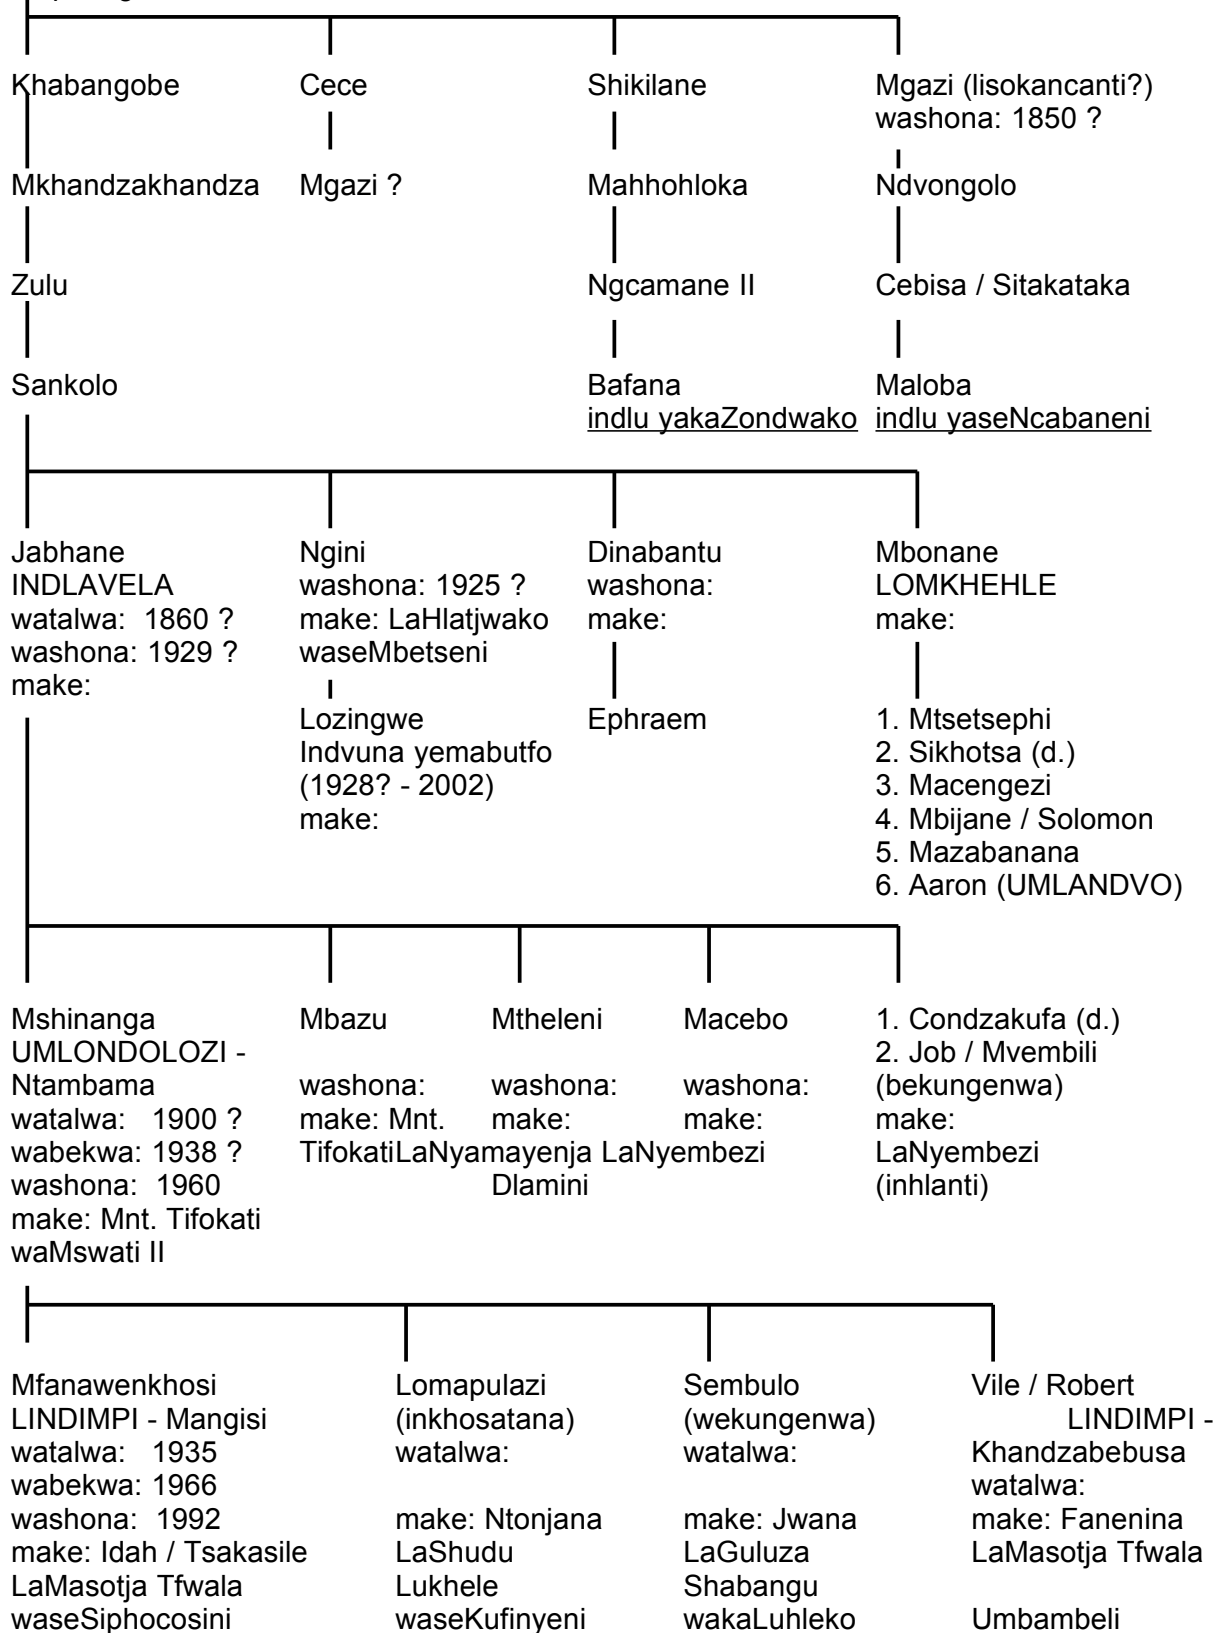 Khabangobe Cece Shikilane Mgazi (lisokancanti?)
washona: 1850 ?
Mkhandzakhandza Mgazi ? Mahhohloka Ndvongolo
Zulu Ngcamane II Cebisa / Sitakataka
Sankolo Bafana Maloba
indlu yakaZondwako indlu yaseNcabaneni
Jabhane Ngini Dinabantu Mbonane
INDLAVELA washona: 1925 ? washona: LOMKHEHLE
watalwa: 1860 ? make: LaHlatjwako make: make:
washona: 1929 ? waseMbetseni
make:
Lozingwe Ephraem 1. Mtsetsephi
Indvuna yemabutfo 2. Sikhotsa (d.)
(1928? - 2002) 3. Macengezi
make: 4. Mbijane / Solomon
5. Mazabanana
6. Aaron (UMLANDVO)
Mshinanga Mbazu Mtheleni Macebo 1. Condzakufa (d.)
UMLONDOLOZI - 2. Job / Mvembili
Ntambama washona: washona: washona: (bekungenwa)
watalwa: 1900 ? make: Mnt. make: make: make:
wabekwa: 1938 ? TifokatiLaNyamayenja LaNyembezi LaNyembezi
washona: 1960 Dlamini (inhlanti)
make: Mnt. Tifokati
waMswati II
Mfanawenkhosi Lomapulazi Sembulo Vile / Robert
LINDIMPI - Mangisi (inkhosatana) (wekungenwa) LINDIMPI -
watalwa: 1935 watalwa: watalwa: Khandzabebusa
wabekwa: 1966 watalwa:
washona: 1992 make: Ntonjana make: Jwana make: Fanenina
make: Idah / Tsakasile LaShudu LaGuluza LaMasotja Tfwala
LaMasotja Tfwala Lukhele Shabangu
waseSiphocosini waseKufinyeni wakaLuhleko Umbambeli